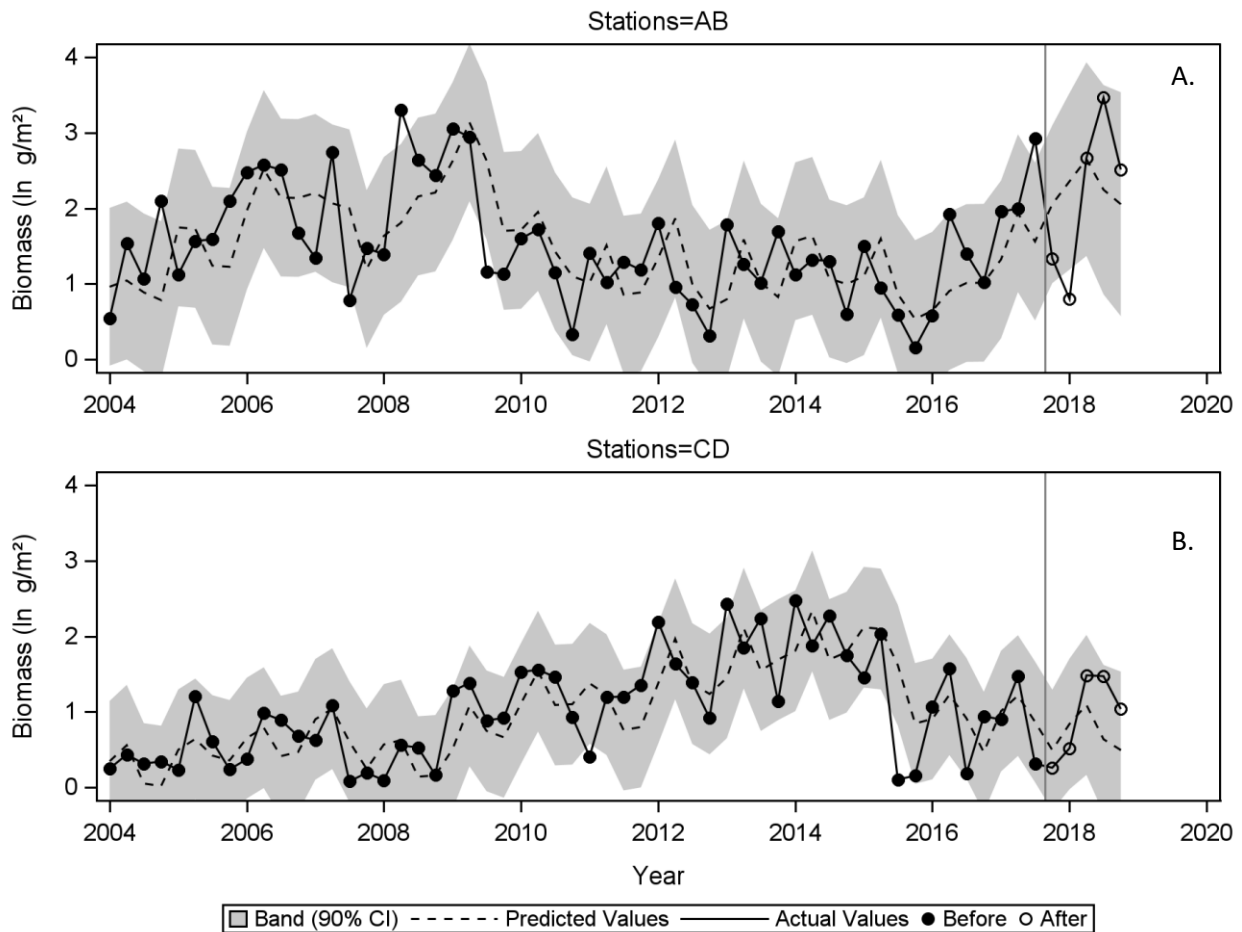 Stations=AB
A.
Biomass (ln g/m²)
4
3
2
1
0
2004 2006 2008 2010 2012 2014 2016 2018 2020
Stations=CD
B.
Biomass (ln g/m²)
4
3
2
1
0
2004 2006 2008 2010 2012 2014 2016 2018 2020
Year
Band (90% CI) Predicted Values Actual Values Before After